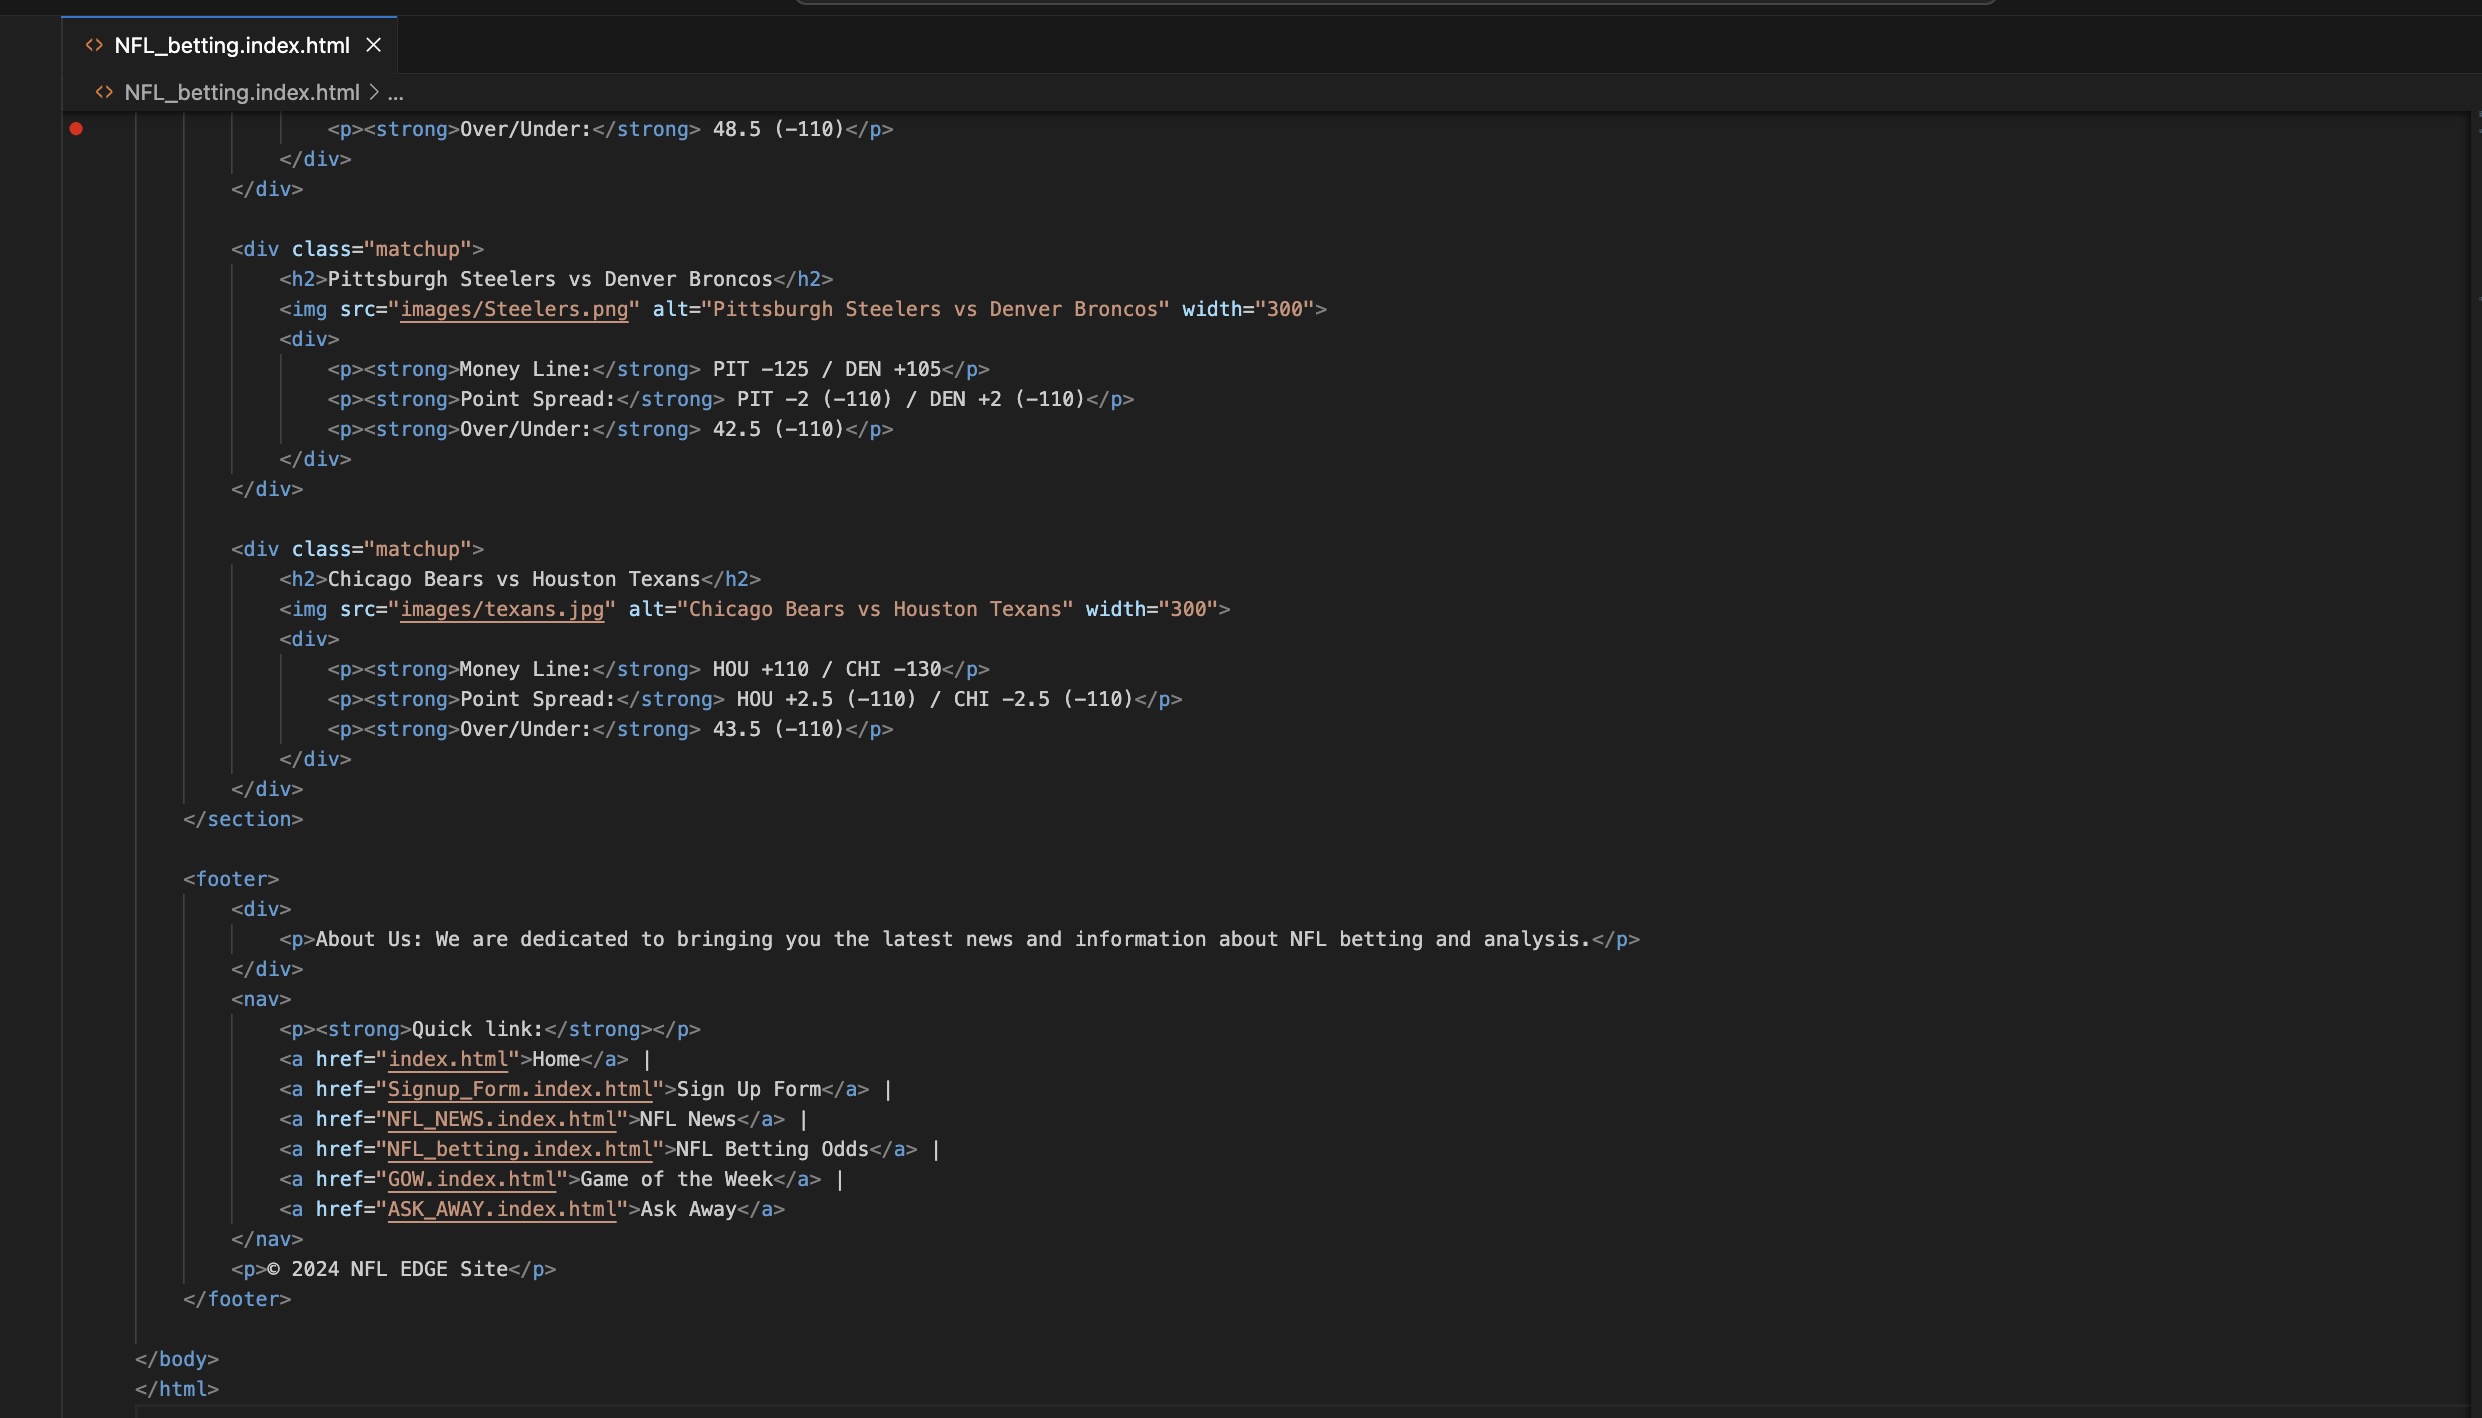 NFL_betting.index.html
NFL_betting.index.html > ...
<p><strong>Over/Under:</strong> 48.5 (-110)</p>
</div>
</div>
<div class="matchup">
<h2>Pittsburgh Steelers vs Denver Broncos</h2>
<img src="images/Steelers.png" alt="Pittsburgh Steelers vs Denver Broncos" width="300">
<div>
<p><strong>Money Line:</strong> PIT -125 / DEN +105</p>
<p><strong>Point Spread:</strong> PIT -2 (-110) / DEN +2 (-110)</p>
<p><strong>Over/Under:</strong> 42.5 (-110)</p>
</div>
</div>
<div class="matchup">
<h2>Chicago Bears vs Houston Texans</h2>
<img src="images/texans.jpg" alt="Chicago Bears vs Houston Texans" width="300">
<div>
<p><strong>Money Line:</strong> HOU +110 / CHI -130</p>
<p><strong>Point Spread:</strong> HOU +2.5 (-110) / CHI -2.5 (-110)</p>
<p><strong>Over/Under:</strong> 43.5 (-110)</p>
</div>
</div>
</section>
<footer>
<div>
<p>About Us: We are dedicated to bringing you the latest news and information about NFL betting and analysis.</p>
</div>
<nav>
<p><strong>Quick link:</strong></p>
<a href="index.html">Home</a> |
<a href="Signup_Form.index.html">Sign Up Form</a> |
<a href="NFL_NEWS.index.html">NFL News</a> |
<a href="NFL_betting.index.html">NFL Betting Odds</a> |
<a href="GOW.index.html">Game of the Week</a> |
<a href="ASK_AWAY.index.html">Ask Away</a>
</nav>
<p>© 2024 NFL EDGE Site</p>
</footer>
</body>
</html>